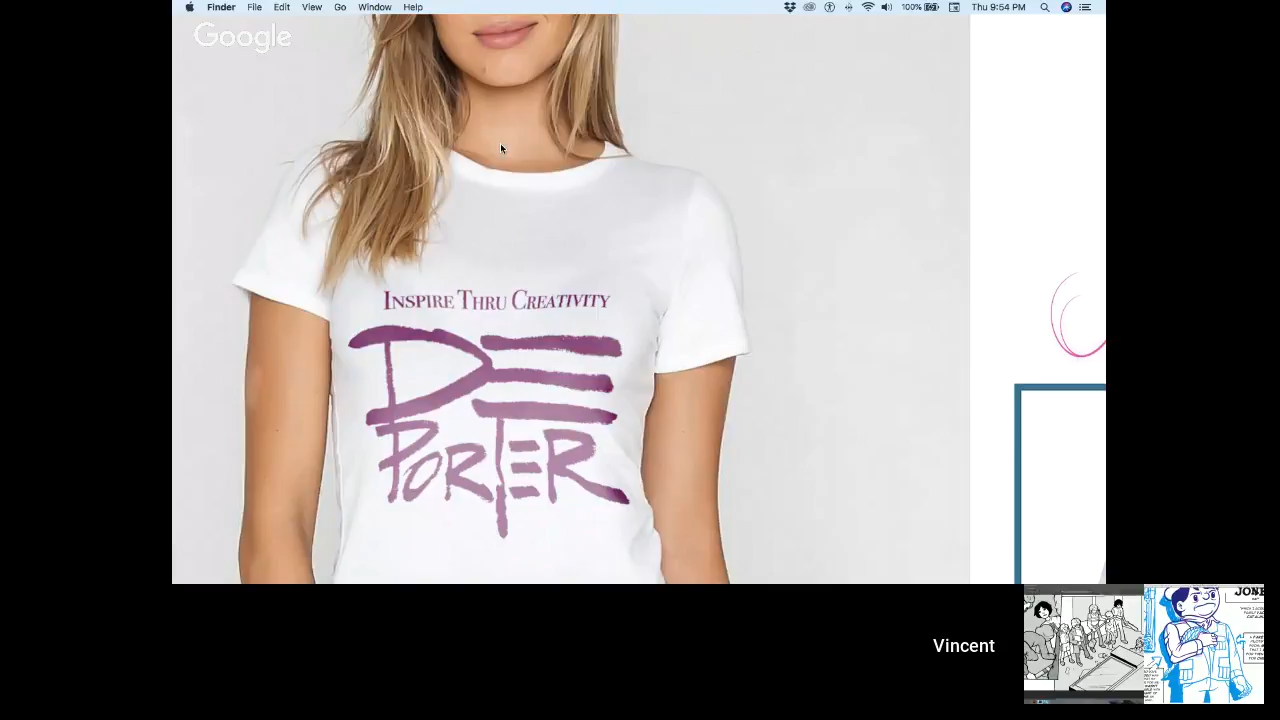 Finder File Edit View Go Window Help 100% Thu 9:54 PM
Google
INSPIRE THRU CREATIVITY
DE
PORTER
Vincent
JONE